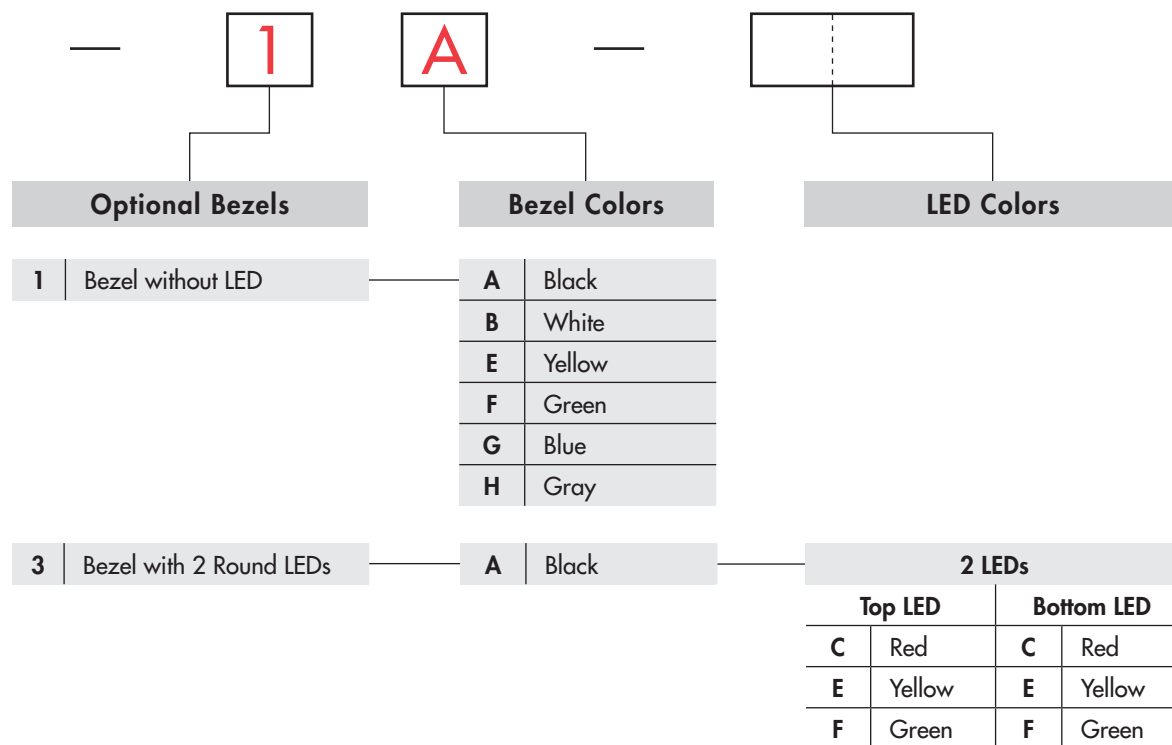 — 1 A —
Optional Bezels Bezel Colors LED Colors
1 Bezel without LED A Black
B White
E Yellow
F Green
G Blue
H Gray
3 Bezel with 2 Round LEDs A Black 2 LEDs
Top LED Bottom LED
C Red C Red
E Yellow E Yellow
F Green F Green